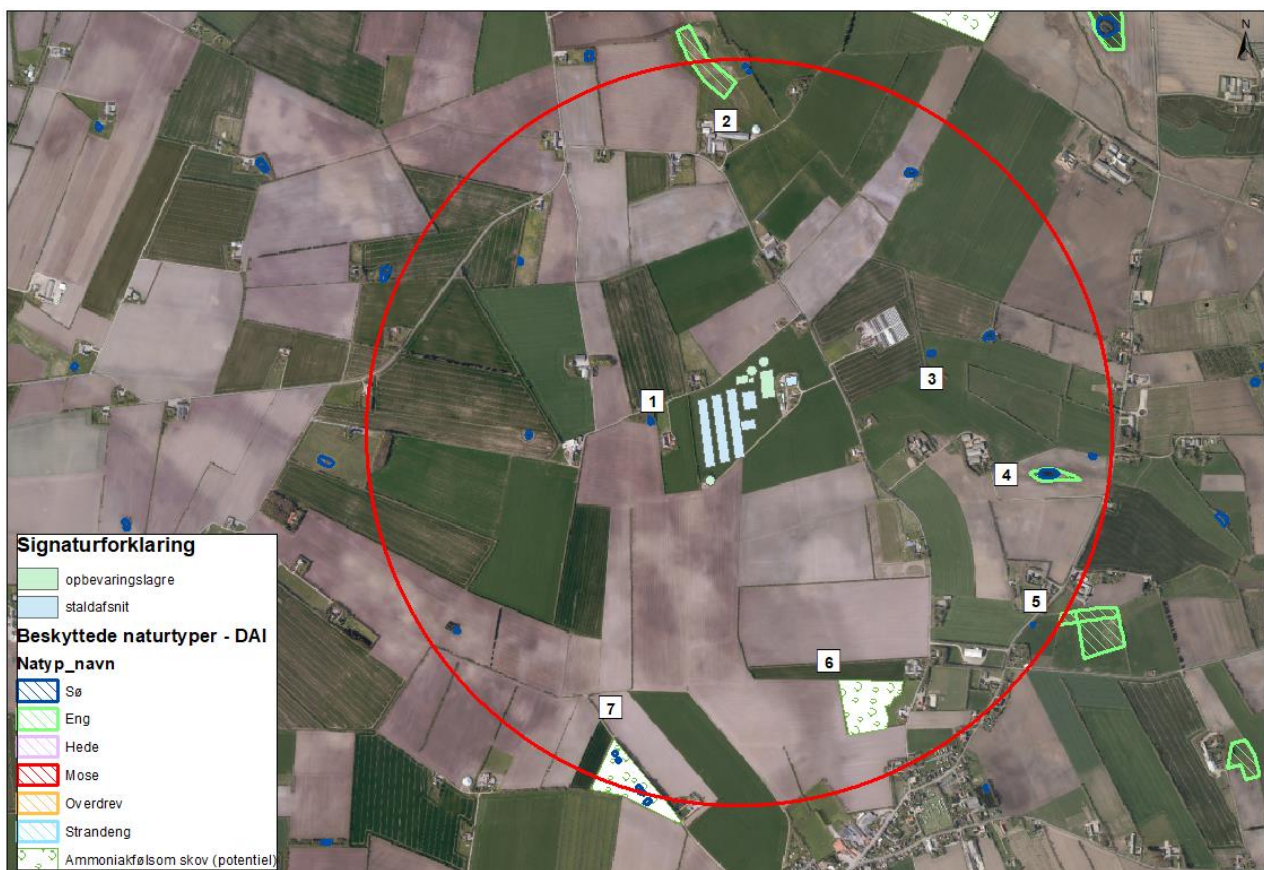 N
2
1
3
4
5
6
7
Signaturforklaring
opbevaringslagre
staldafsnit
Beskyttede naturtyper - DAI
Natyp_navn
Sø
Eng
Hede
Mose
Overdrev
Strandeng
Ammoniakfølsom skov (potentiel)